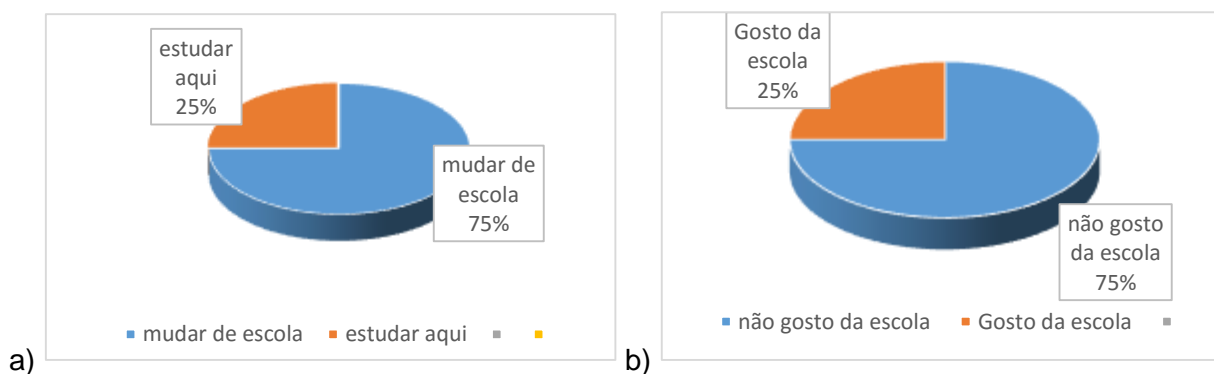 estudar
aqui
25%
mudar de
escola
75%
mudar de escola estudar aqui
a)
Gosto da
escola
25%
não gosto
da escola
75%
não gosto da escola Gosto da escola
b)